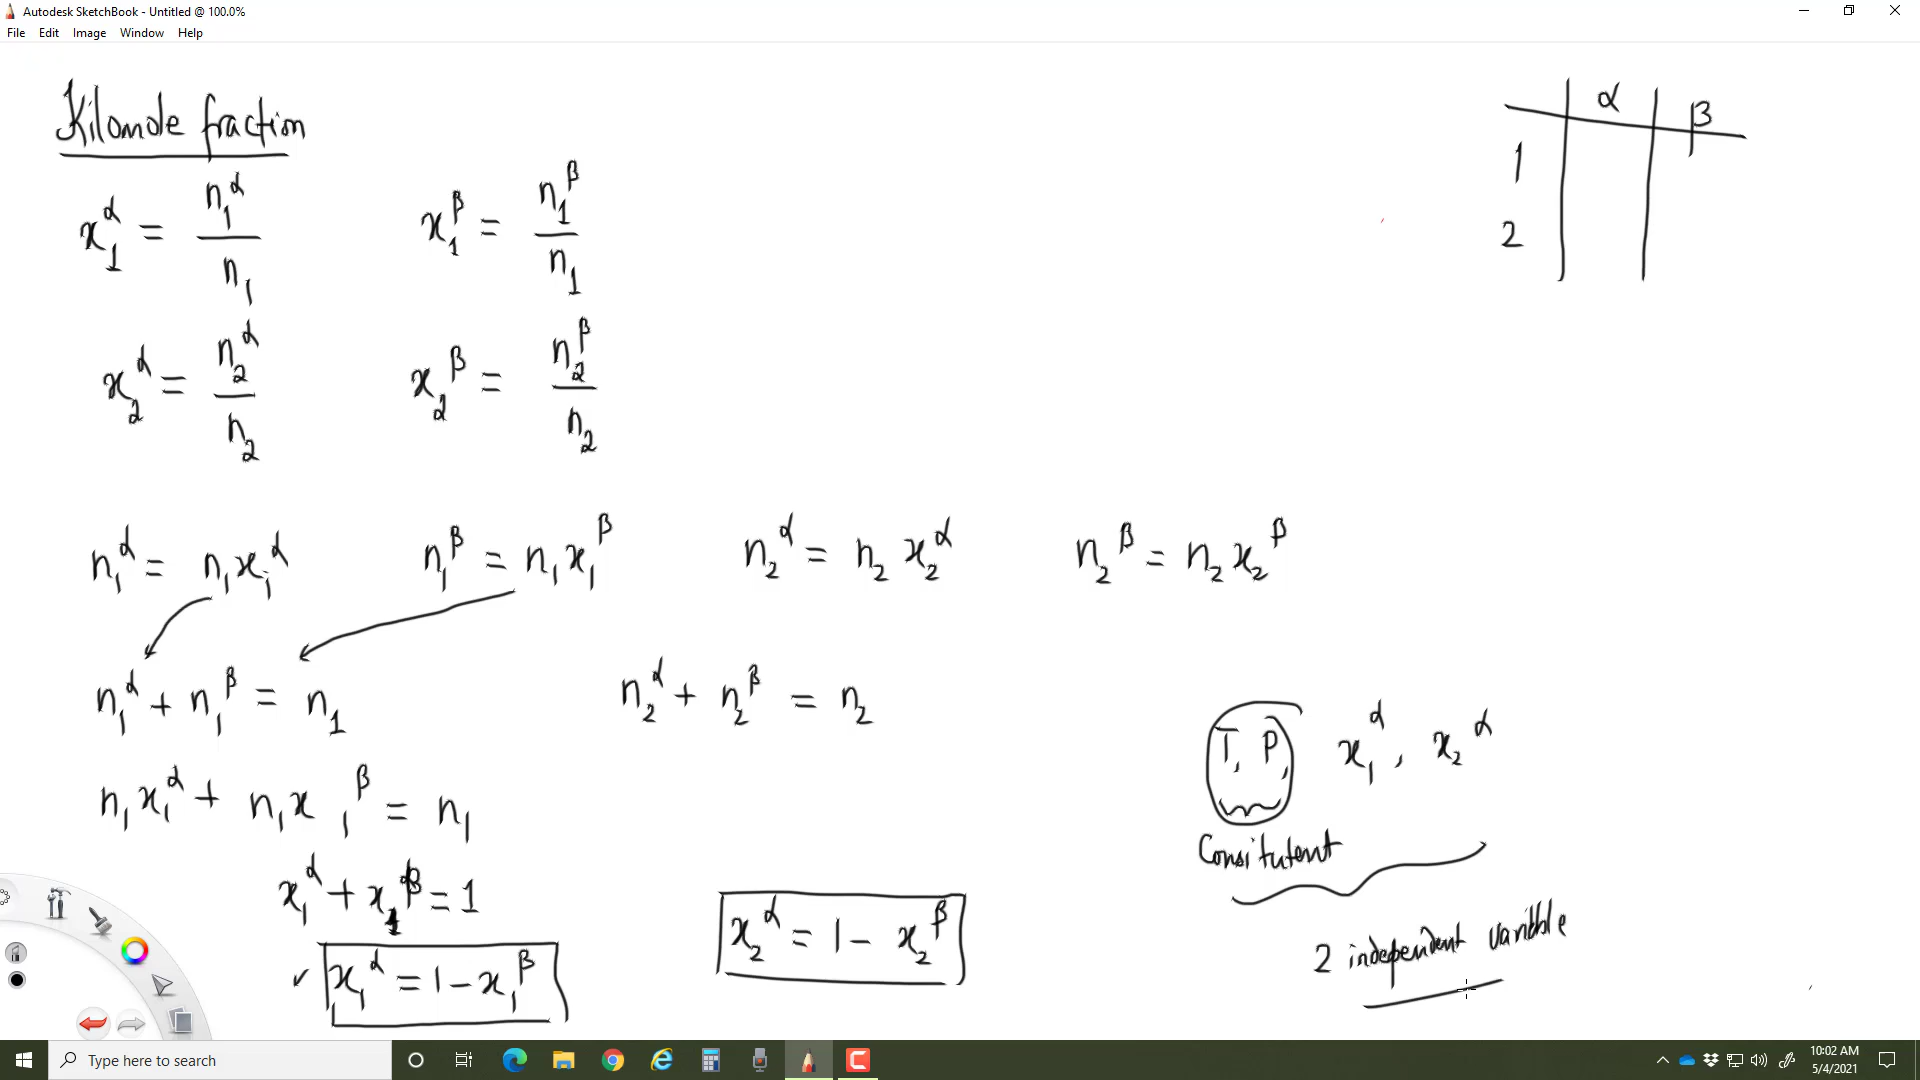 Autodesk SketchBook - Untitled @ 100.0%
File Edit Image Window Help
Kilomole fraction
α β
1
2
x₁^α = n₁^α / n₁    x₁^β = n₁^β / n₁
x₂^α = n₂^α / n₂    x₂^β = n₂^β / n₂
n₁^α = n₁x₁^α    n₁^β = n₁x₁^β    n₂^α = n₂ x₂^α    n₂^β = n₂x₂^β
n₁^α + n₁^β = n₁    n₂^α + n₂^β = n₂
T, P, x₁^α, x₂^α
n₁x₁^α + n₁x₁^β = n₁
Consitutent
x₁^α + x₁^β = 1
x₂^α = 1 - x₂^β
2 independent varible
x₁^α = 1 - x₁^β
Type here to search
10:02 AM
5/4/2021